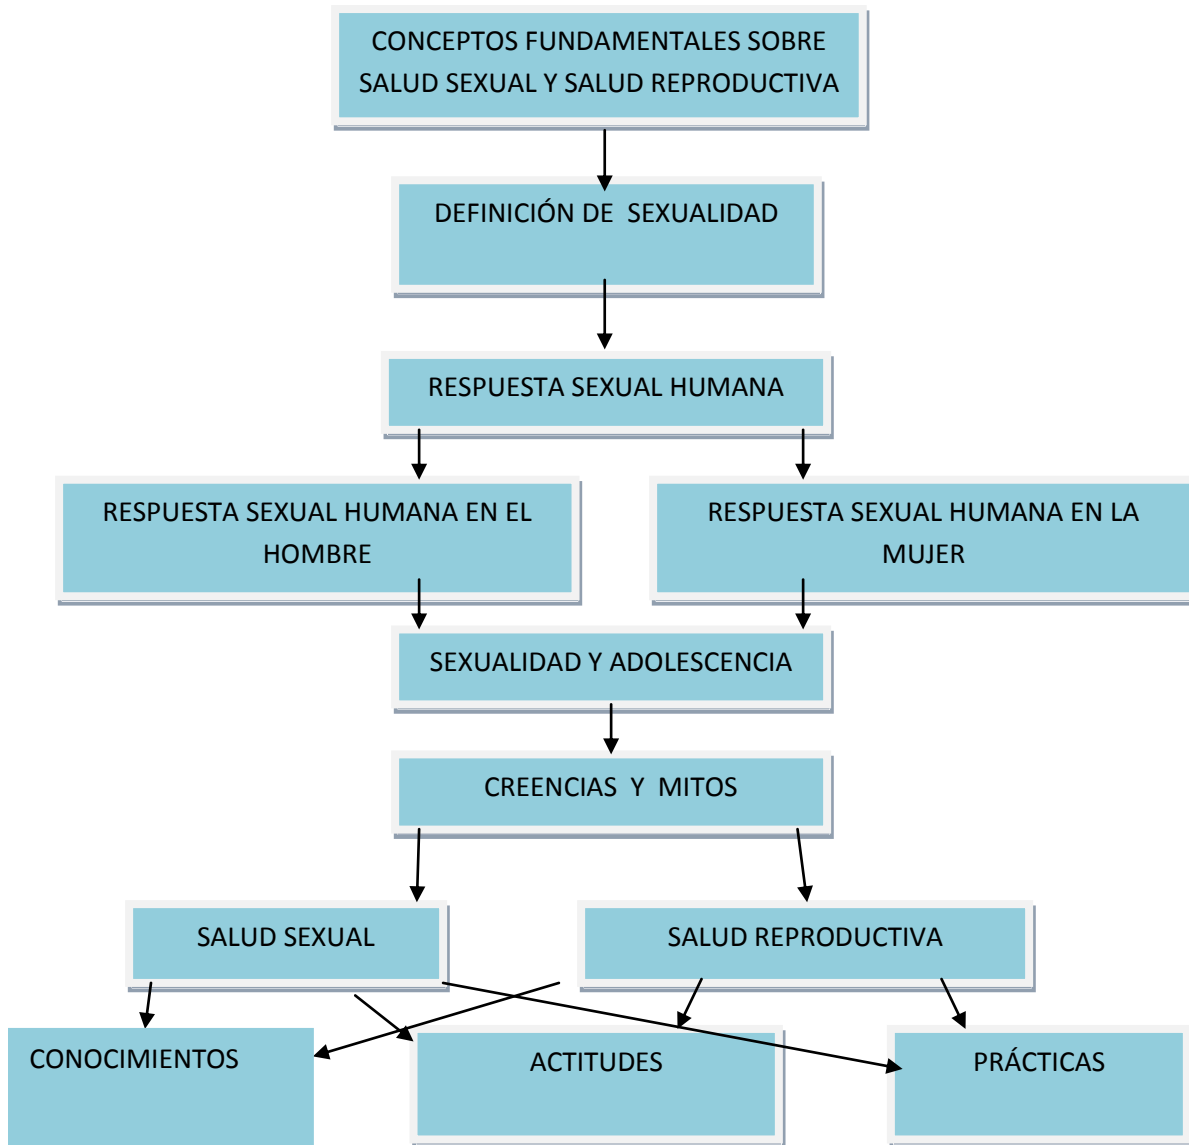 CONCEPTOS FUNDAMENTALES SOBRE
SALUD SEXUAL Y SALUD REPRODUCTIVA
DEFINICIÓN DE  SEXUALIDAD
RESPUESTA SEXUAL HUMANA
RESPUESTA SEXUAL HUMANA EN EL
HOMBRE
RESPUESTA SEXUAL HUMANA EN LA
MUJER
SEXUALIDAD Y ADOLESCENCIA
CREENCIAS  Y  MITOS
SALUD SEXUAL
SALUD REPRODUCTIVA
CONOCIMIENTOS
ACTITUDES
PRÁCTICAS